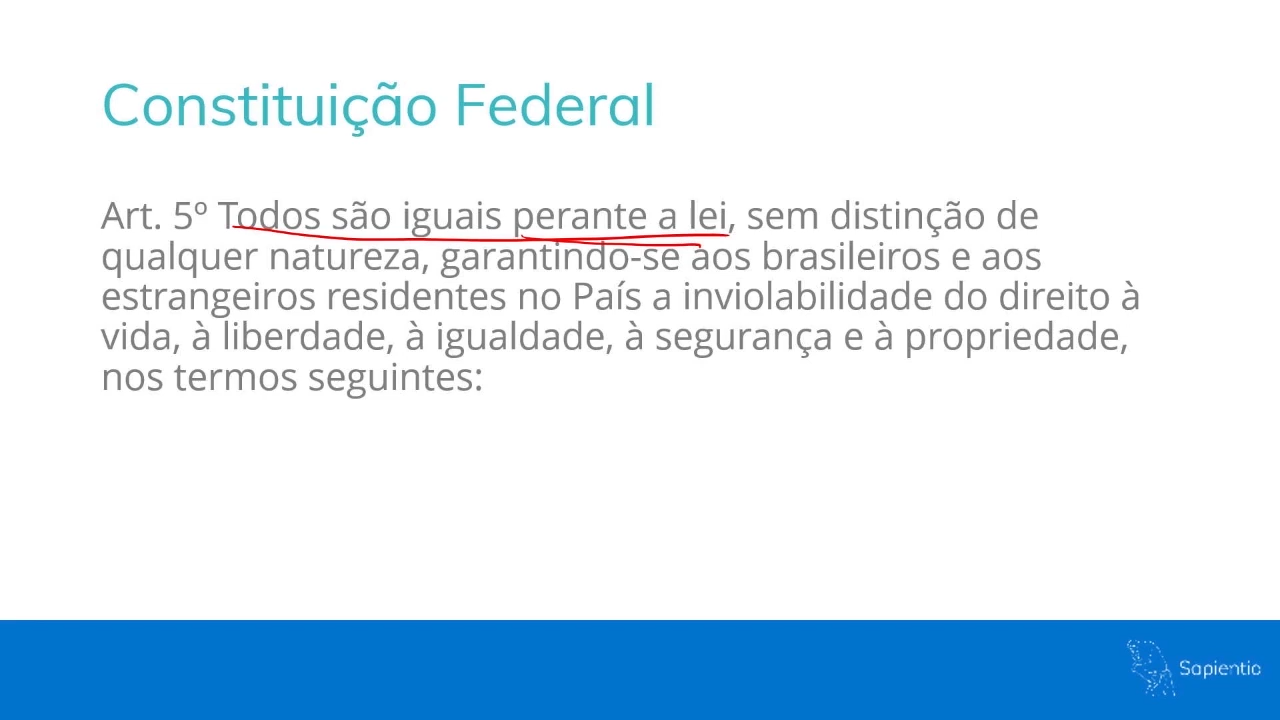 Constituição Federal
Art. 5º Todos são iguais perante a lei, sem distinção de
qualquer natureza, garantindo-se aos brasileiros e aos
estrangeiros residentes no País a inviolabilidade do direito à
vida, à liberdade, à igualdade, à segurança e à propriedade,
nos termos seguintes:
Sapientia